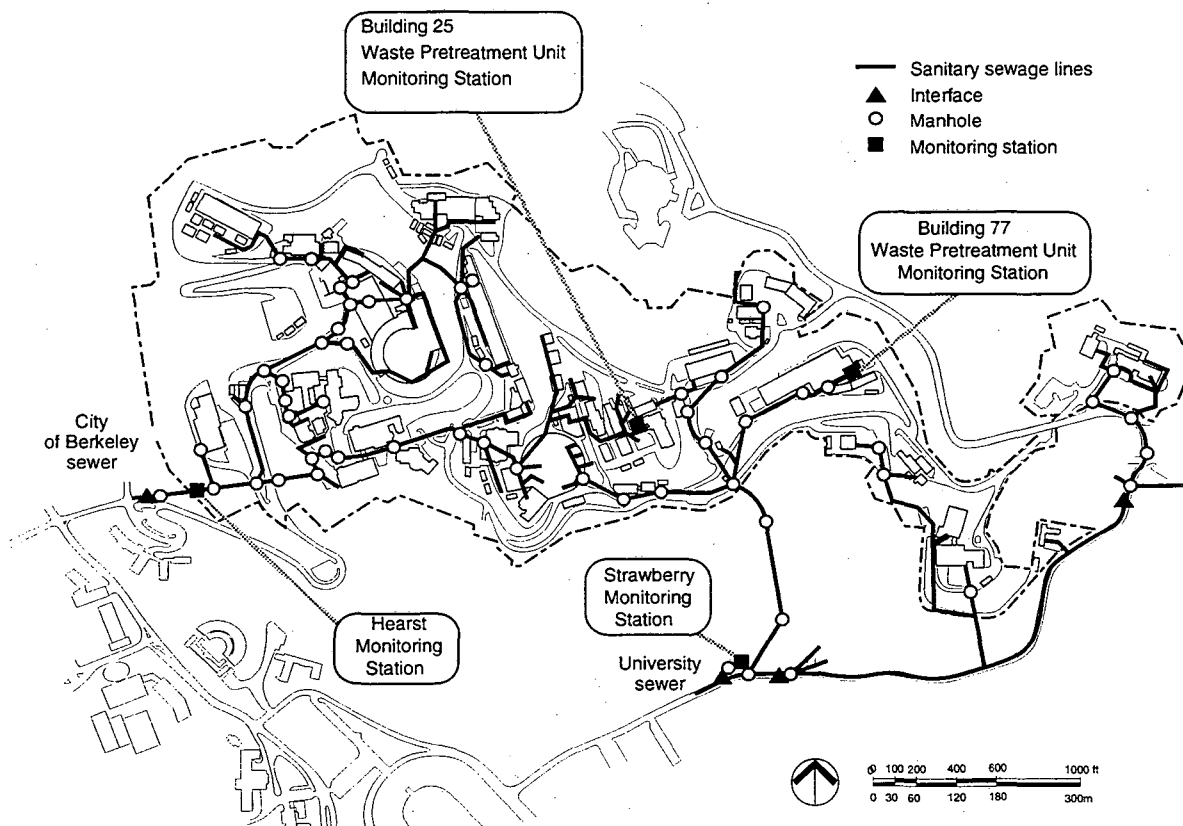 Building 25
Waste Pretreatment Unit
Monitoring Station
Sanitary sewage lines
Interface
Manhole
Monitoring station
Building 77
Waste Pretreatment Unit
Monitoring Station
City
of Berkeley
sewer
Strawberry
Monitoring
Station
Hearst
Monitoring
Station
University
sewer
0 100 200 400 600 1000 ft
0 30 60 120 180 300m